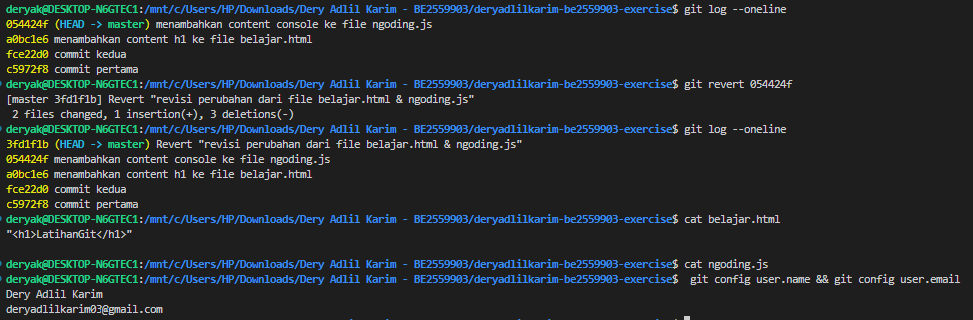 deryak@DESKTOP-N6GTEC1:/mnt/c/Users/HP/Downloads/Dery Adlil Karim - BE2559903/deryadlilkarim-be2559903-exercise$ git log --oneline
054424f (HEAD -> master) menambahkan content console ke file ngoding.js
a0bc1e6 menambahkan content h1 ke file belajar.html
fce22d0 commit kedua
c5972f8 commit pertama
deryak@DESKTOP-N6GTEC1:/mnt/c/Users/HP/Downloads/Dery Adlil Karim - BE2559903/deryadlilkarim-be2559903-exercise$ git revert 054424f
[master 3fd1f1b] Revert "revisi perubahan dari file belajar.html & ngoding.js"
 2 files changed, 1 insertion(+), 3 deletions(-)
deryak@DESKTOP-N6GTEC1:/mnt/c/Users/HP/Downloads/Dery Adlil Karim - BE2559903/deryadlilkarim-be2559903-exercise$ git log --oneline
3fd1f1b (HEAD -> master) Revert "revisi perubahan dari file belajar.html & ngoding.js"
054424f menambahkan content console ke file ngoding.js
a0bc1e6 menambahkan content h1 ke file belajar.html
fce22d0 commit kedua
c5972f8 commit pertama
deryak@DESKTOP-N6GTEC1:/mnt/c/Users/HP/Downloads/Dery Adlil Karim - BE2559903/deryadlilkarim-be2559903-exercise$ cat belajar.html
"<h1>LatihanGit</h1>"
deryak@DESKTOP-N6GTEC1:/mnt/c/Users/HP/Downloads/Dery Adlil Karim - BE2559903/deryadlilkarim-be2559903-exercise$ cat ngoding.js
deryak@DESKTOP-N6GTEC1:/mnt/c/Users/HP/Downloads/Dery Adlil Karim - BE2559903/deryadlilkarim-be2559903-exercise$  git config user.name && git config user.email
Dery Adlil Karim
deryadlilkarim03@gmail.com